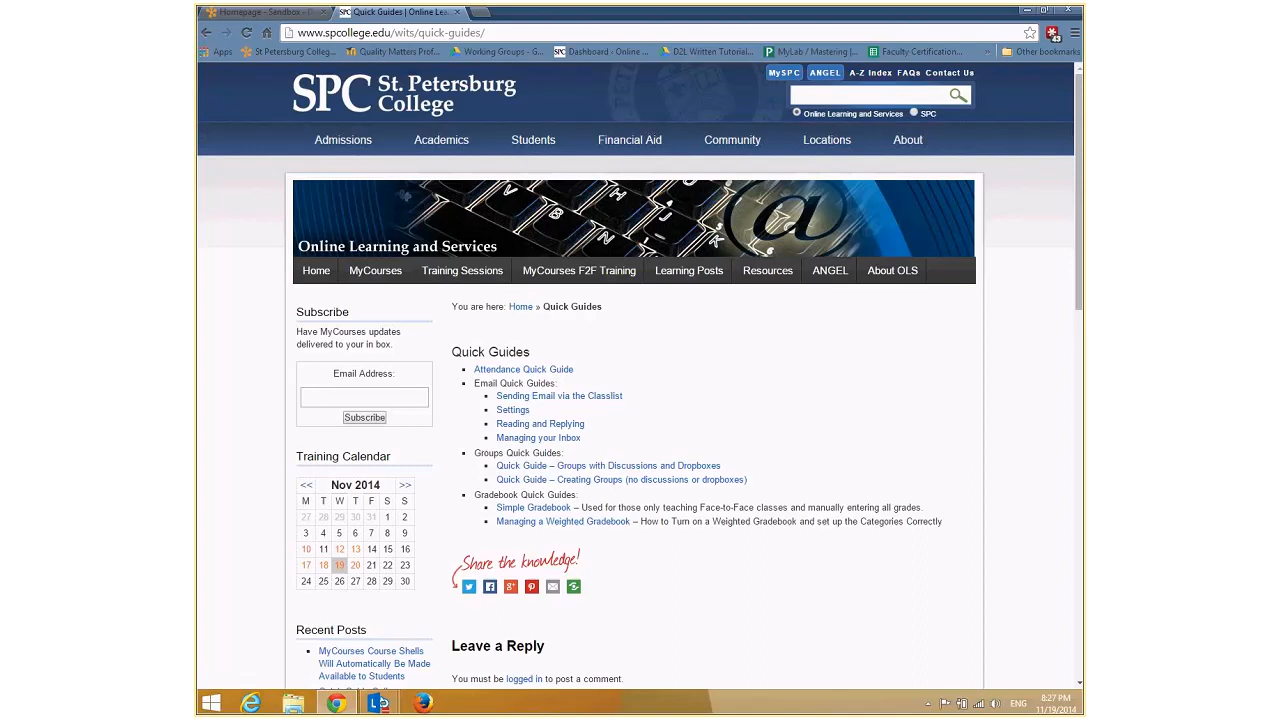 Homepage - Sandbox - D
Quick Guides | Online Lea
www.spcollege.edu/wits/quick-guides/
Apps
St Petersburg Colleg...
Quality Matters Prof...
Working Groups - G...
SPC Dashboard - Online ...
D2L Written Tutorial...
MyLab / Mastering |...
Faculty Certification...
»
Other bookmarks
MySPC ANGEL A-Z Index FAQs Contact Us
SPC St. Petersburg College
Online Learning and Services SPC
Admissions Academics Students Financial Aid Community Locations About
Online Learning and Services
Home MyCourses Training Sessions MyCourses F2F Training Learning Posts Resources ANGEL About OLS
Subscribe
Have MyCourses updates
delivered to your in box.
Email Address:
Subscribe
Training Calendar
<< Nov 2014 >>
M T W T F S S
27 28 29 30 31 1 2
3 4 5 6 7 8 9
10 11 12 13 14 15 16
17 18 19 20 21 22 23
24 25 26 27 28 29 30
Recent Posts
MyCourses Course Shells
Will Automatically Be Made
Available to Students
You are here: Home » Quick Guides
Quick Guides
Attendance Quick Guide
Email Quick Guides:
Sending Email via the Classlist
Settings
Reading and Replying
Managing your Inbox
Groups Quick Guides:
Quick Guide – Groups with Discussions and Dropboxes
Quick Guide – Creating Groups (no discussions or dropboxes)
Gradebook Quick Guides:
Simple Gradebook – Used for those only teaching Face-to-Face classes and manually entering all grades.
Managing a Weighted Gradebook – How to Turn on a Weighted Gradebook and set up the Categories Correctly
Share the knowledge!
Leave a Reply
You must be logged in to post a comment.
ENG
8:27 PM
11/19/2014